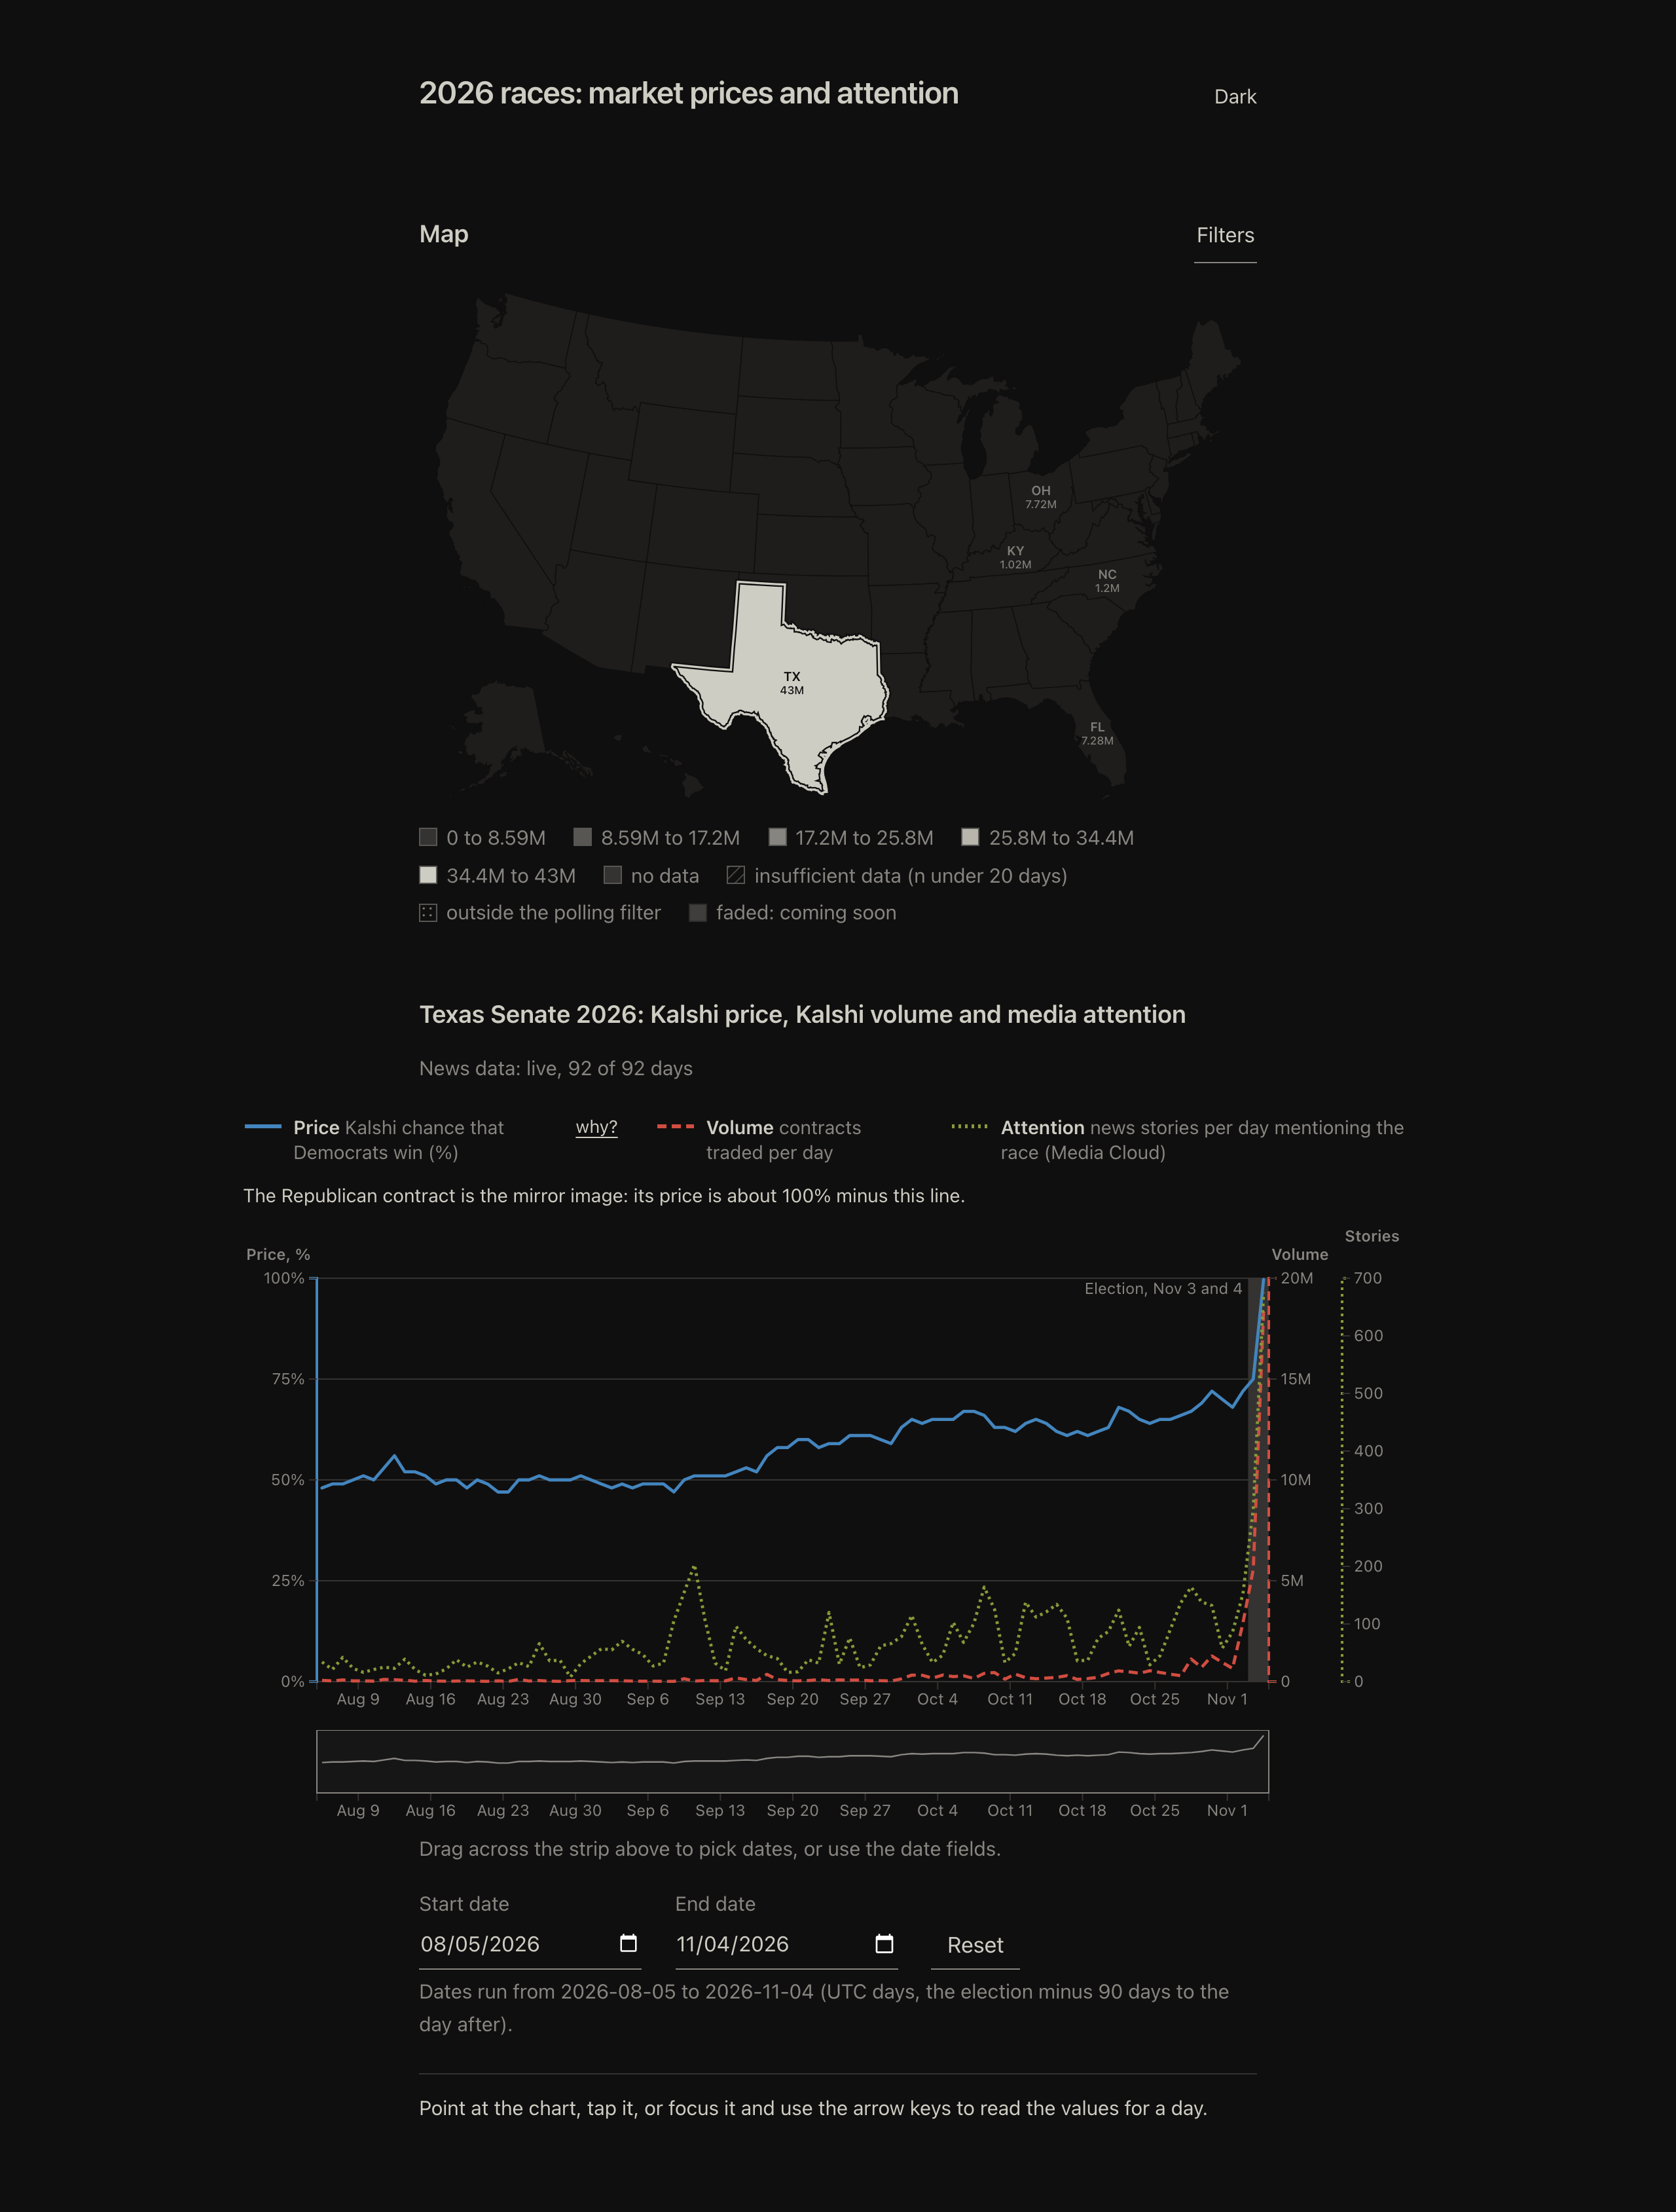 2026 races: market prices and attention
Dark
Map
Filters
OH
7.72M
KY
1.02M
NC
1.2M
TX
43M
FL
7.28M
0 to 8.59M
8.59M to 17.2M
17.2M to 25.8M
25.8M to 34.4M
34.4M to 43M
no data
insufficient data (n under 20 days)
outside the polling filter
faded: coming soon
Texas Senate 2026: Kalshi price, Kalshi volume and media attention
News data: live, 92 of 92 days
Price Kalshi chance that
Democrats win (%)
why?
Volume contracts
traded per day
Attention news stories per day mentioning the
race (Media Cloud)
The Republican contract is the mirror image: its price is about 100% minus this line.
Stories
Price, %
Volume
100%
75%
50%
25%
0%
Election, Nov 3 and 4
20M
15M
10M
5M
0
700
600
500
400
300
200
100
0
Aug 9
Aug 16
Aug 23
Aug 30
Sep 6
Sep 13
Sep 20
Sep 27
Oct 4
Oct 11
Oct 18
Oct 25
Nov 1
Aug 9
Aug 16
Aug 23
Aug 30
Sep 6
Sep 13
Sep 20
Sep 27
Oct 4
Oct 11
Oct 18
Oct 25
Nov 1
Drag across the strip above to pick dates, or use the date fields.
Start date
End date
08/05/2026
11/04/2026
Reset
Dates run from 2026-08-05 to 2026-11-04 (UTC days, the election minus 90 days to the
day after).
Point at the chart, tap it, or focus it and use the arrow keys to read the values for a day.